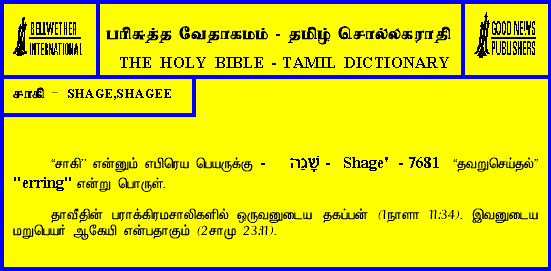 BELLWETHER
INTERNATIONAL
பரிசுத்த வேதாகமம் - தமிழ் சொல்லகராதி
THE HOLY BIBLE - TAMIL DICTIONARY
GOOD NEWS
PUBLISHERS
சாகி - SHAGE,SHAGEE
“சாகி” என்னும் எபிரெய பெயருக்கு - שָׁגֵה - Shage' - 7681 “தவறுசெய்தல்”
"erring" என்று பொருள்.
தாவீதின் பராக்கிரமசாலிகளில் ஒருவனுடைய தகப்பன் (1நாளா 11:34). இவனுடைய
மறுபெயர் ஆகேயி என்பதாகும் (2சாமு 23:11).